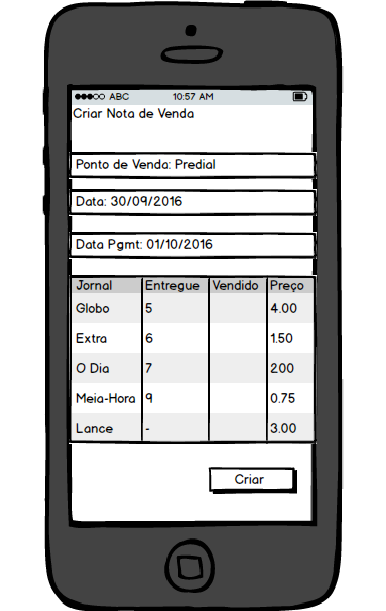 ABC 10:57 AM
Criar Nota de Venda
Ponto de Venda: Predial
Data: 30/09/2016
Data Pgmt: 01/10/2016
Jornal Entregue Vendido Preço
Globo 5 4.00
Extra 6 1.50
O Dia 7 2.00
Meia-Hora 9 0.75
Lance - 3.00
Criar